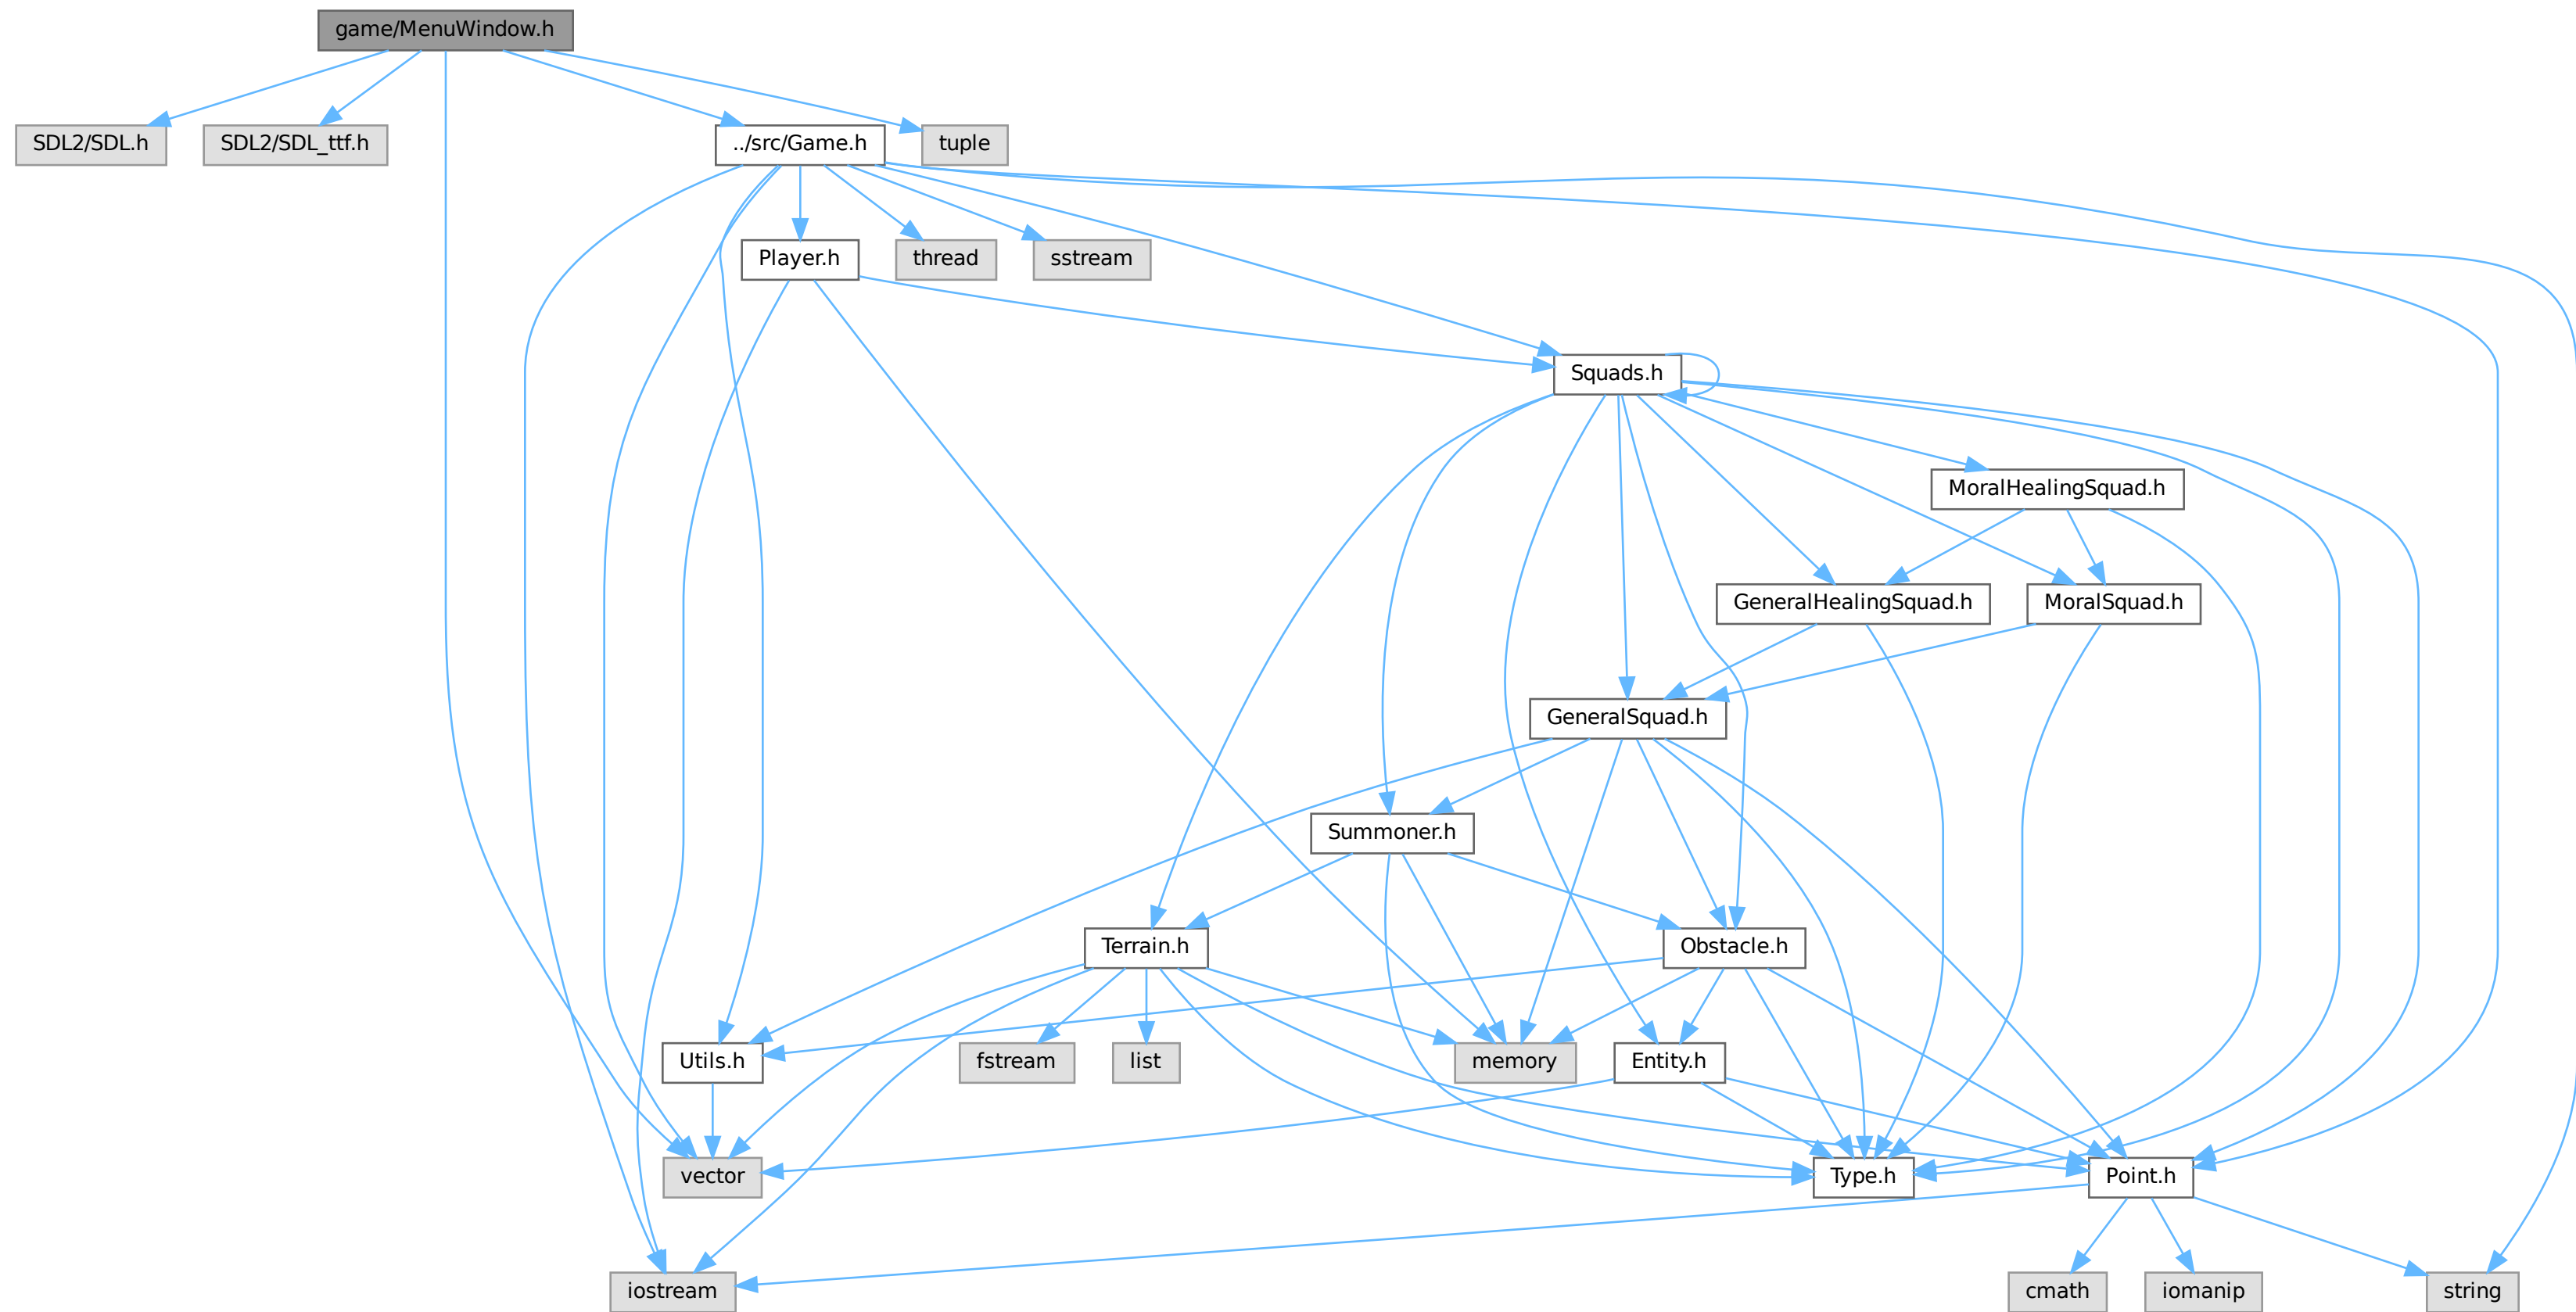 game/MenuWindow.h
SDL2/SDL.h
SDL2/SDL_ttf.h
../src/Game.h
tuple
Player.h
thread
sstream
Squads.h
MoralHealingSquad.h
GeneralHealingSquad.h
MoralSquad.h
GeneralSquad.h
Summoner.h
Terrain.h
Obstacle.h
Utils.h
fstream
list
memory
Entity.h
vector
Type.h
Point.h
iostream
cmath
iomanip
string